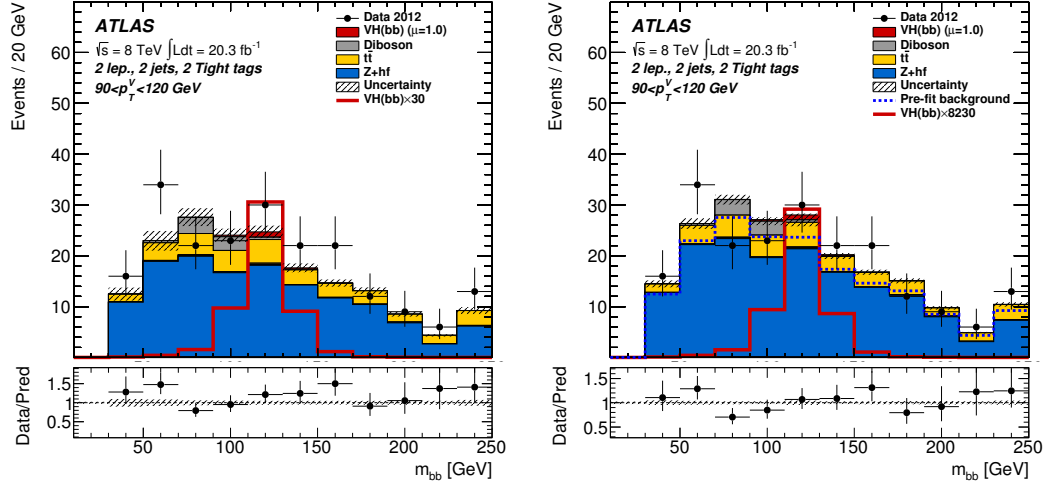 Events / 20 GeV
ATLAS
√s = 8 TeV ∫Ldt = 20.3 fb⁻¹
2 lep., 2 jets, 2 Tight tags
90<p_T^V<120 GeV
Data 2012
VH(bb) (μ=1.0)
Diboson
tt̄
Z+hf
Uncertainty
VH(bb)×30
60
50
40
30
20
10
Data/Pred
1.5
1
0.5
50 100 150 200 250
m_bb [GeV]
Events / 20 GeV
ATLAS
√s = 8 TeV ∫Ldt = 20.3 fb⁻¹
2 lep., 2 jets, 2 Tight tags
90<p_T^V<120 GeV
Data 2012
VH(bb) (μ=1.0)
Diboson
tt̄
Z+hf
Uncertainty
Pre-fit background
VH(bb)×8230
60
50
40
30
20
10
Data/Pred
1.5
1
0.5
50 100 150 200 250
m_bb [GeV]